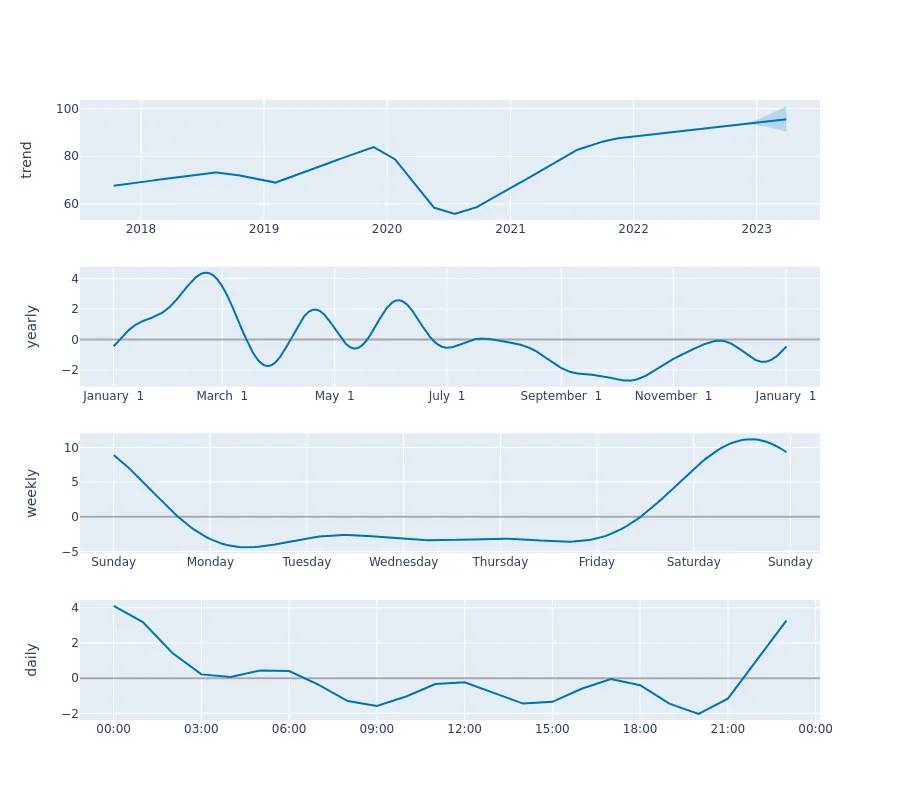 trend
100
80
60
2018 2019 2020 2021 2022 2023
yearly
4
2
0
−2
January 1 March 1 May 1 July 1 September 1 November 1 January 1
weekly
10
5
0
−5
Sunday Monday Tuesday Wednesday Thursday Friday Saturday Sunday
daily
4
2
0
−2
00:00 03:00 06:00 09:00 12:00 15:00 18:00 21:00 00:00